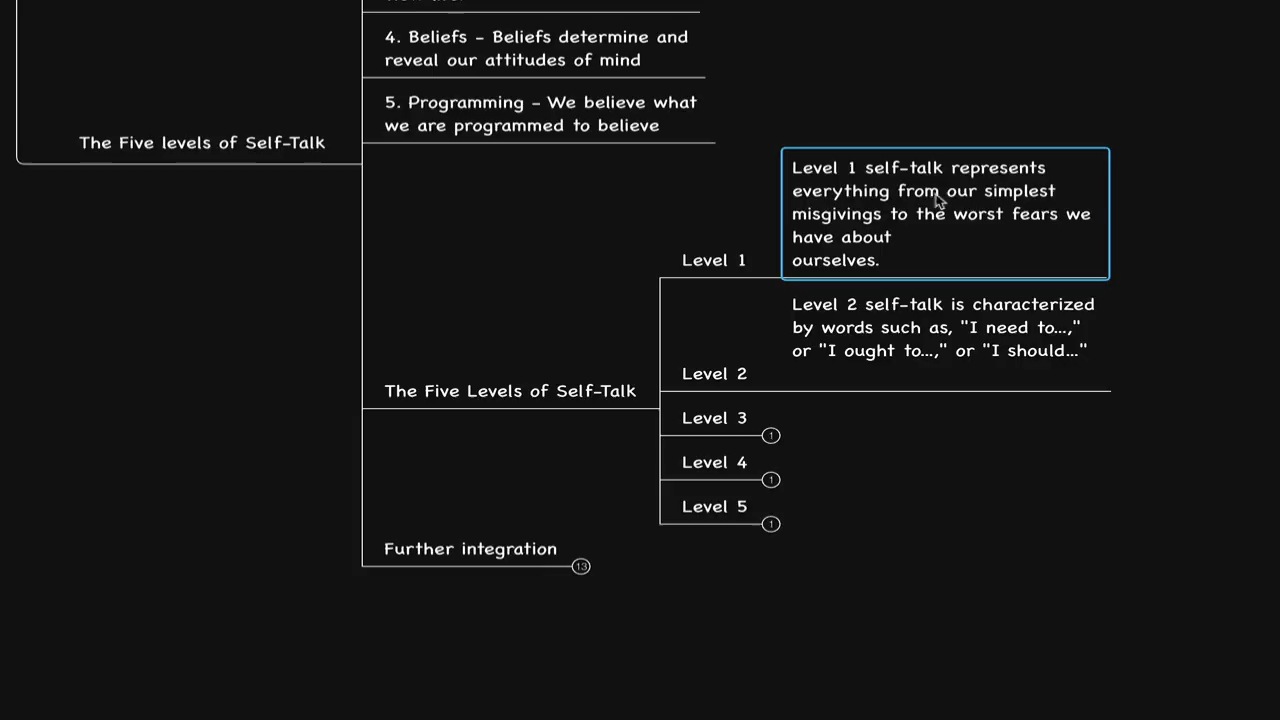 4. Beliefs - Beliefs determine and
reveal our attitudes of mind
5. Programming - We believe what
we are programmed to believe
The Five levels of Self-Talk
Level 1 self-talk represents
everything from our simplest
misgivings to the worst fears we
have about
ourselves.
Level 1
Level 2 self-talk is characterized
by words such as, "I need to...,"
or "I ought to...," or "I should..."
Level 2
The Five Levels of Self-Talk
Level 3
1
Level 4
1
Level 5
1
Further integration
13